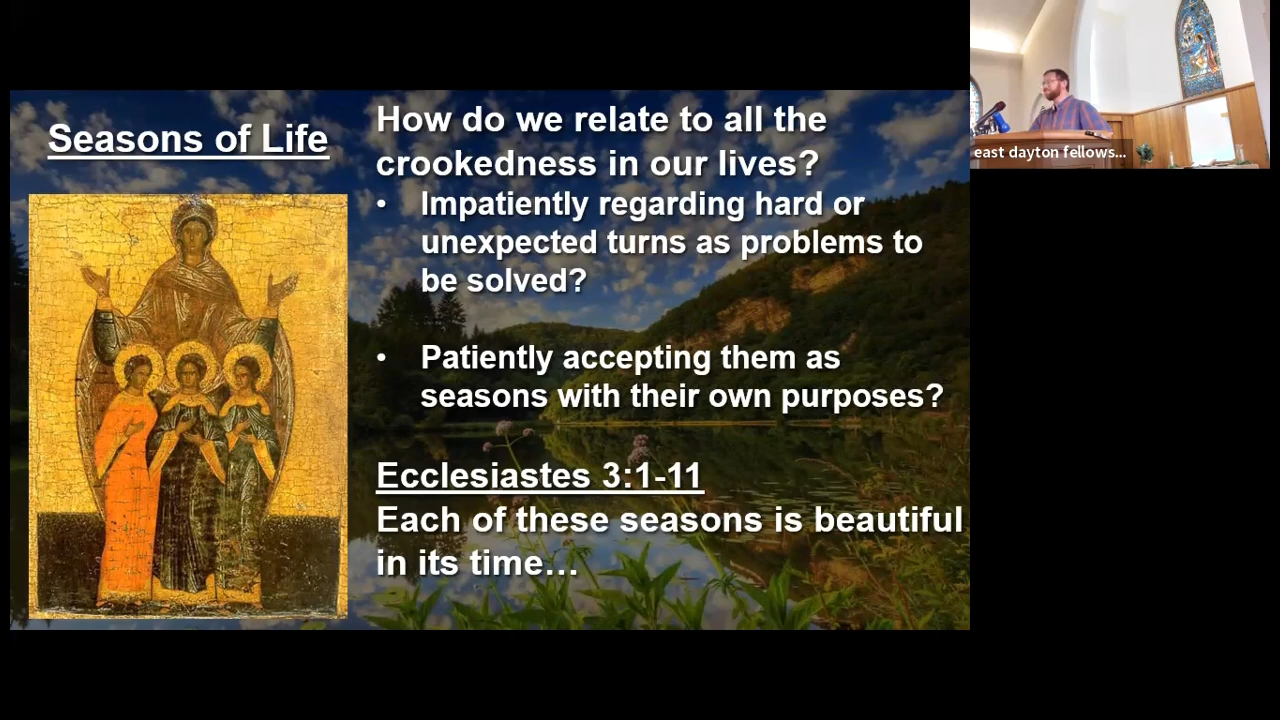 Seasons of Life
How do we relate to all the
crookedness in our lives?
• Impatiently regarding hard or
unexpected turns as problems to
be solved?
• Patiently accepting them as
seasons with their own purposes?
Ecclesiastes 3:1-11
Each of these seasons is beautiful
in its time…
east dayton fellows...